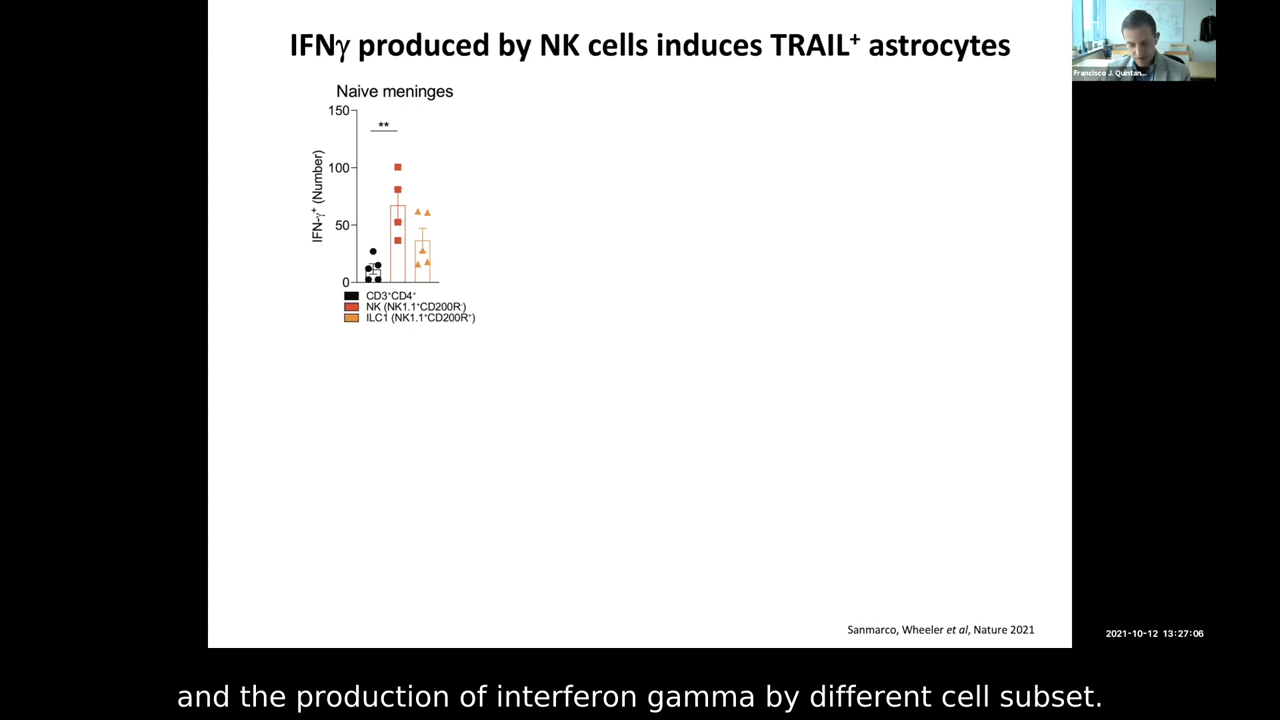 IFNγ produced by NK cells induces TRAIL⁺ astrocytes
Francisco J. Quintan...
Naive meninges
150
**
100
50
0
IFN-γ⁺ (Number)
CD3⁺CD4⁺
NK (NK1.1⁺CD200R⁻)
ILC1 (NK1.1⁺CD200R⁺)
Sanmarco, Wheeler et al, Nature 2021
2021-10-12 13:27:06
and the production of interferon gamma by different cell subset.